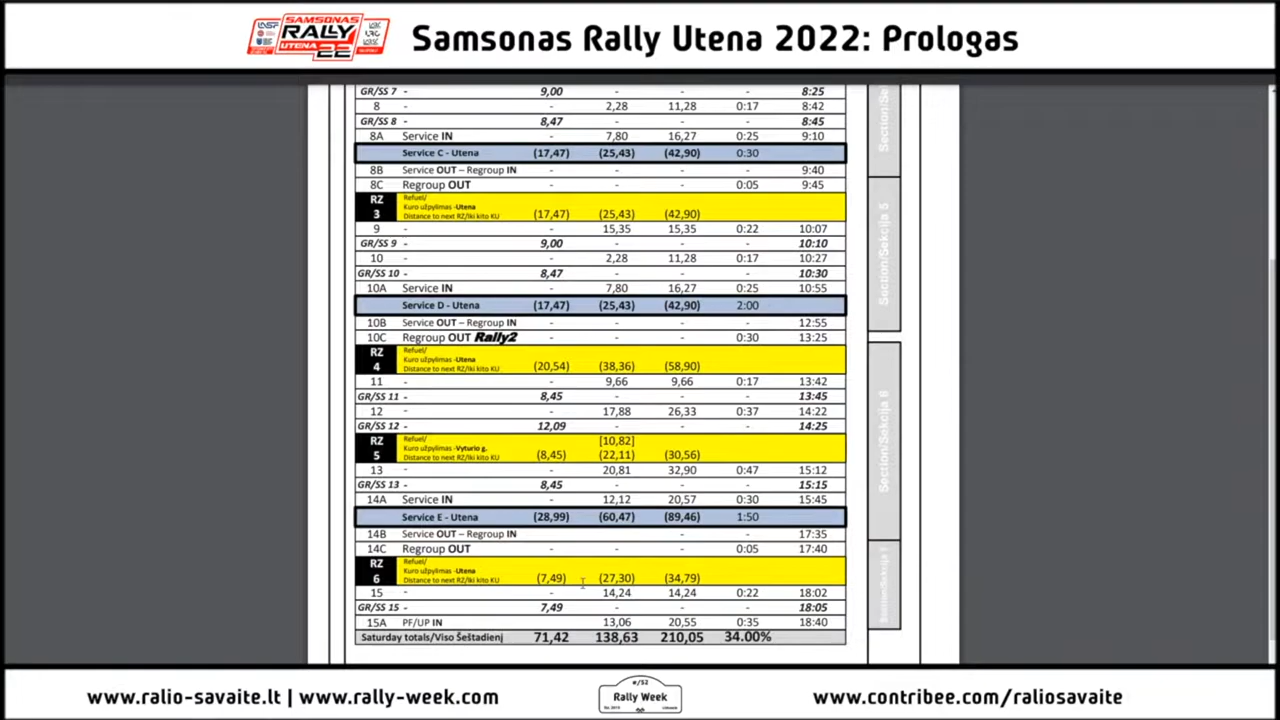 SAMSONAS
RALLY
UTENA 22
LASF
Samsonas Rally Utena 2022: Prologas
GR/SS 7 - 9,00 - - - 8:25
8 - - 2,28 11,28 0:17 8:42
GR/SS 8 - 8,47 - - - 8:45
8A Service IN - 7,80 16,27 0:25 9:10
Service C - Utena (17,47) (25,43) (42,90) 0:30
8B Service OUT – Regroup IN - - - 9:40
8C Regroup OUT - - - 0:05 9:45
RZ 3 Refuel/
Kuro užpylimas -Utena
Distance to next RZ/Iki kito KU (17,47) (25,43) (42,90)
9 - - 15,35 15,35 0:22 10:07
GR/SS 9 - 9,00 - - - 10:10
10 - - 2,28 11,28 0:17 10:27
GR/SS 10 - 8,47 - - - 10:30
10A Service IN - 7,80 16,27 0:25 10:55
Service D - Utena (17,47) (25,43) (42,90) 2:00
10B Service OUT – Regroup IN - - - 12:55
10C Regroup OUT Rally2 - - - 0:30 13:25
RZ 4 Refuel/
Kuro užpylimas -Utena
Distance to next RZ/Iki kito KU (20,54) (38,36) (58,90)
11 - - 9,66 9,66 0:17 13:42
GR/SS 11 - 8,45 - - - 13:45
12 - - 17,88 26,33 0:37 14:22
GR/SS 12 - 12,09 - - - 14:25
RZ 5 Refuel/ [10,82]
Kuro užpylimas -Vyturio g.
Distance to next RZ/Iki kito KU (8,45) (22,11) (30,56)
13 - - 20,81 32,90 0:47 15:12
GR/SS 13 - 8,45 - - - 15:15
14A Service IN - 12,12 20,57 0:30 15:45
Service E - Utena (28,99) (60,47) (89,46) 1:50
14B Service OUT – Regroup IN - - 17:35
14C Regroup OUT - - - 0:05 17:40
RZ 6 Refuel/
Kuro užpylimas -Utena
Distance to next RZ/Iki kito KU (7,49) (27,30) (34,79)
15 - - 14,24 14,24 0:22 18:02
GR/SS 15 - 7,49 - - - 18:05
15A PF/UP IN 13,06 20,55 0:35 18:40
Saturday totals/Viso Šeštadienį 71,42 138,63 210,05 34.00%
Section/Se
Section/Sekcija 5
Section/Sekcija 6
Section/Sekcija 7
www.ralio-savaite.lt | www.rally-week.com
#/52
Rally Week
www.contribee.com/raliosavaite